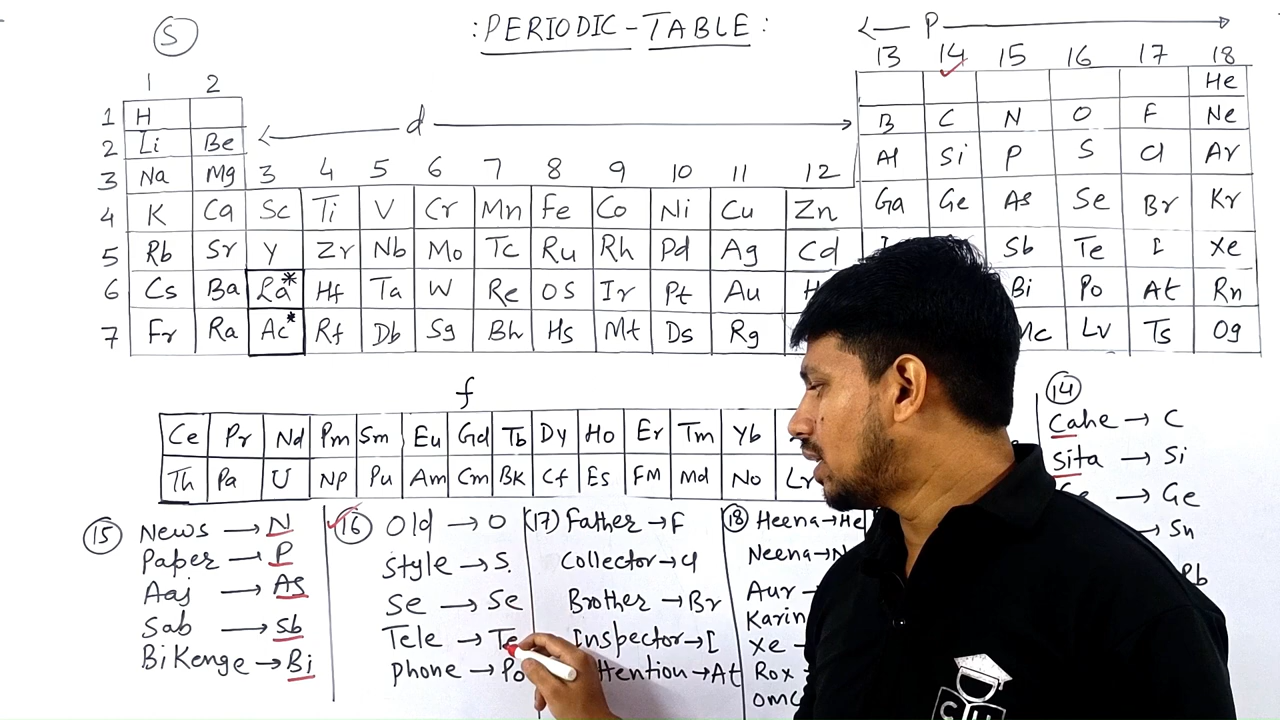 S
: PERIODIC - TABLE :
P
13 14 15 16 17 18
1 2
He
1 H
d
B C N O F Ne
2 Li Be
3 Na Mg 3 4 5 6 7 8 9 10 11 12
Al Si P S Cl Ar
4 K Ca Sc Ti V Cr Mn Fe Co Ni Cu Zn Ga Ge As Se Br Kr
5 Rb Sr Y Zr Nb Mo Tc Ru Rh Pd Ag Cd Sb Te I Xe
6 Cs Ba La* Hf Ta W Re OS Ir Pt Au Bi Po At Rn
7 Fr Ra Ac* Rf Db Sg Bh Hs Mt Ds Rg Mc Lv Ts Og
f
Ce Pr Nd Pm Sm Eu Gd Tb Dy Ho Er Tm Yb
Th Pa U NP Pu Am Cm BK Cf Es FM Md No Lr
14
Cahe → C
Sita → Si
→ Ge
→ Sn
Pb
15
News → N
Paper → P
Aaj → As
Sab → Sb
Bi Kenge → Bi
16
Old → O
Style → S.
Se → Se
Tele → Te
Phone → Po
(17) Father → F
Collector → Cl
Brother → Br
Inspector → I
Attention → At
18 Heena → He
Neena → N
Aur →
Karin
Xe →
Rox →